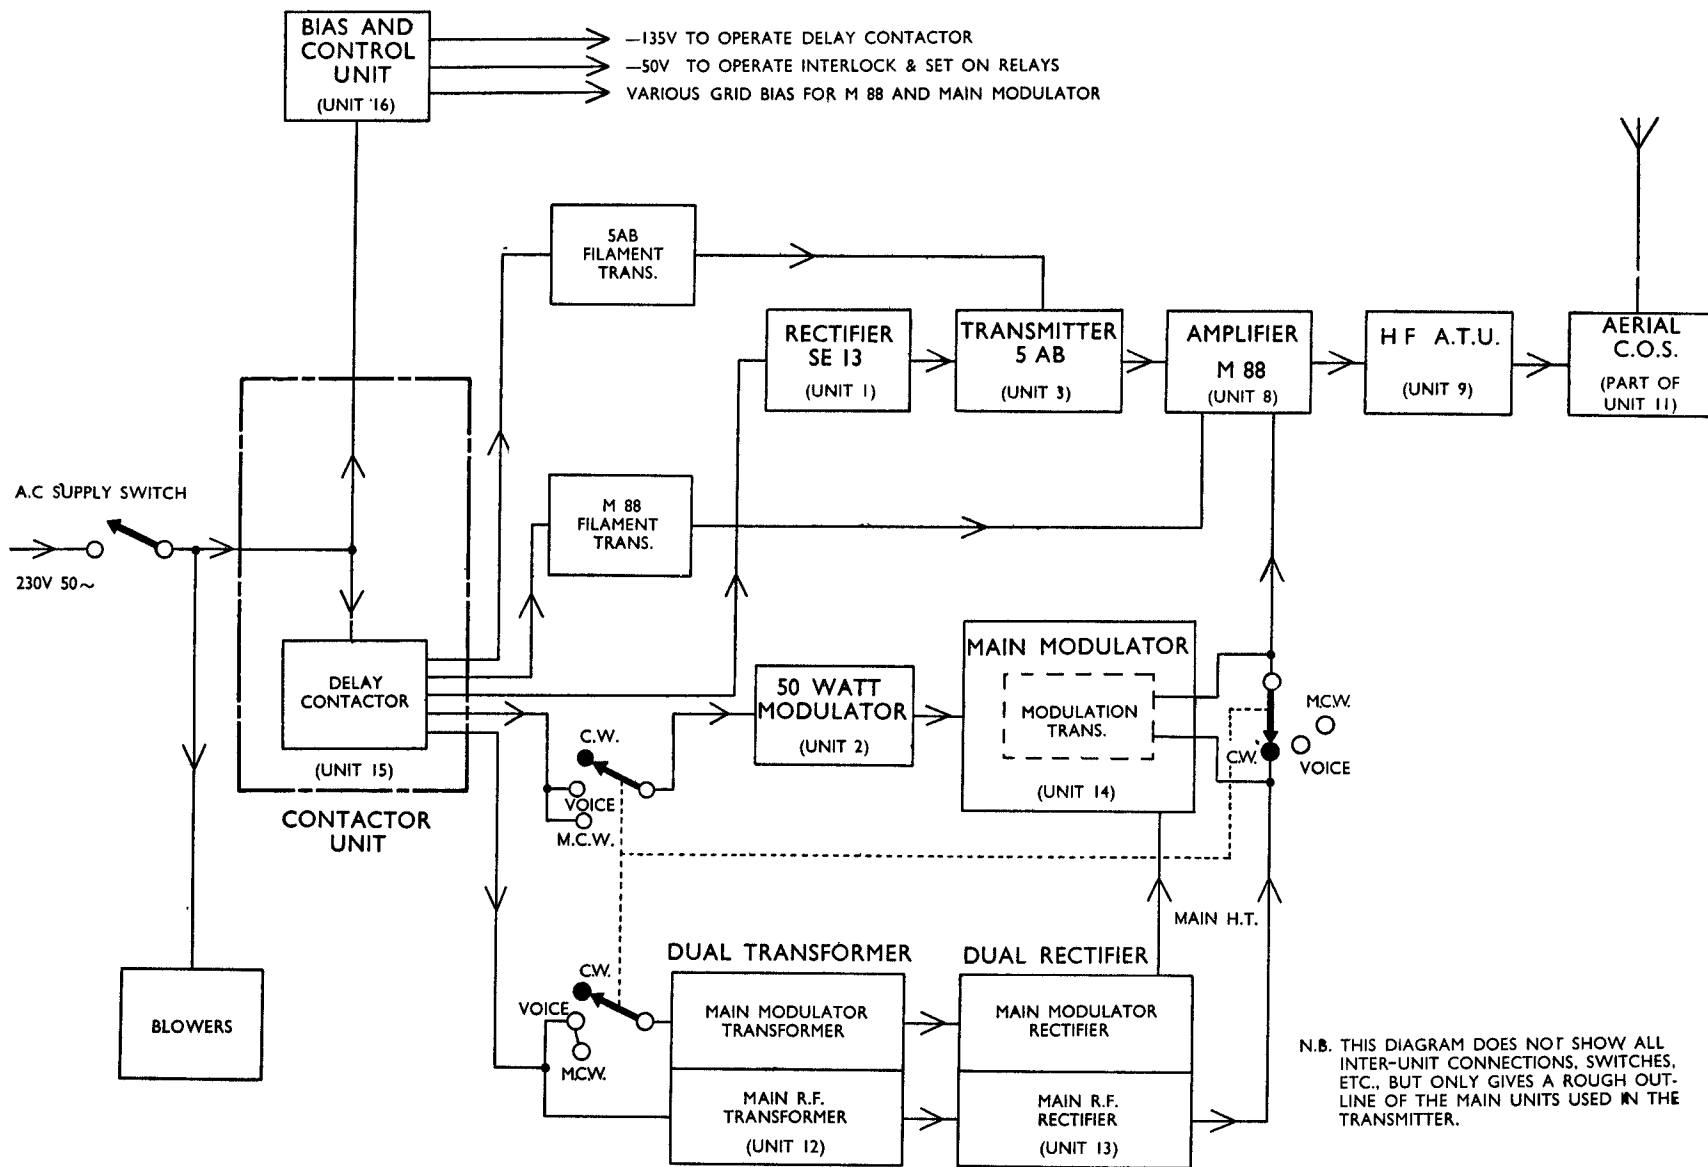 BIAS AND
CONTROL
UNIT
(UNIT 16)
—135V TO OPERATE DELAY CONTACTOR
—50V TO OPERATE INTERLOCK & SET ON RELAYS
VARIOUS GRID BIAS FOR M 88 AND MAIN MODULATOR
5AB
FILAMENT
TRANS.
RECTIFIER
SE 13
(UNIT 1)
TRANSMITTER
5 AB
(UNIT 3)
AMPLIFIER
M 88
(UNIT 8)
H F A.T.U.
(UNIT 9)
AERIAL
C.O.S.
(PART OF
UNIT 11)
A.C SUPPLY SWITCH
230V 50~
M 88
FILAMENT
TRANS.
DELAY
CONTACTOR
(UNIT 15)
CONTACTOR
UNIT
C.W.
VOICE
M.C.W.
50 WATT
MODULATOR
(UNIT 2)
MAIN MODULATOR
MODULATION
TRANS.
(UNIT 14)
M.C.W.
C.W.
VOICE
MAIN H.T.
BLOWERS
C.W.
VOICE
M.C.W.
DUAL TRANSFORMER
MAIN MODULATOR
TRANSFORMER
MAIN R.F.
TRANSFORMER
(UNIT 12)
DUAL RECTIFIER
MAIN MODULATOR
RECTIFIER
MAIN R.F.
RECTIFIER
(UNIT 13)
N.B. THIS DIAGRAM DOES NOT SHOW ALL
INTER-UNIT CONNECTIONS, SWITCHES,
ETC., BUT ONLY GIVES A ROUGH OUT-
LINE OF THE MAIN UNITS USED IN THE
TRANSMITTER.